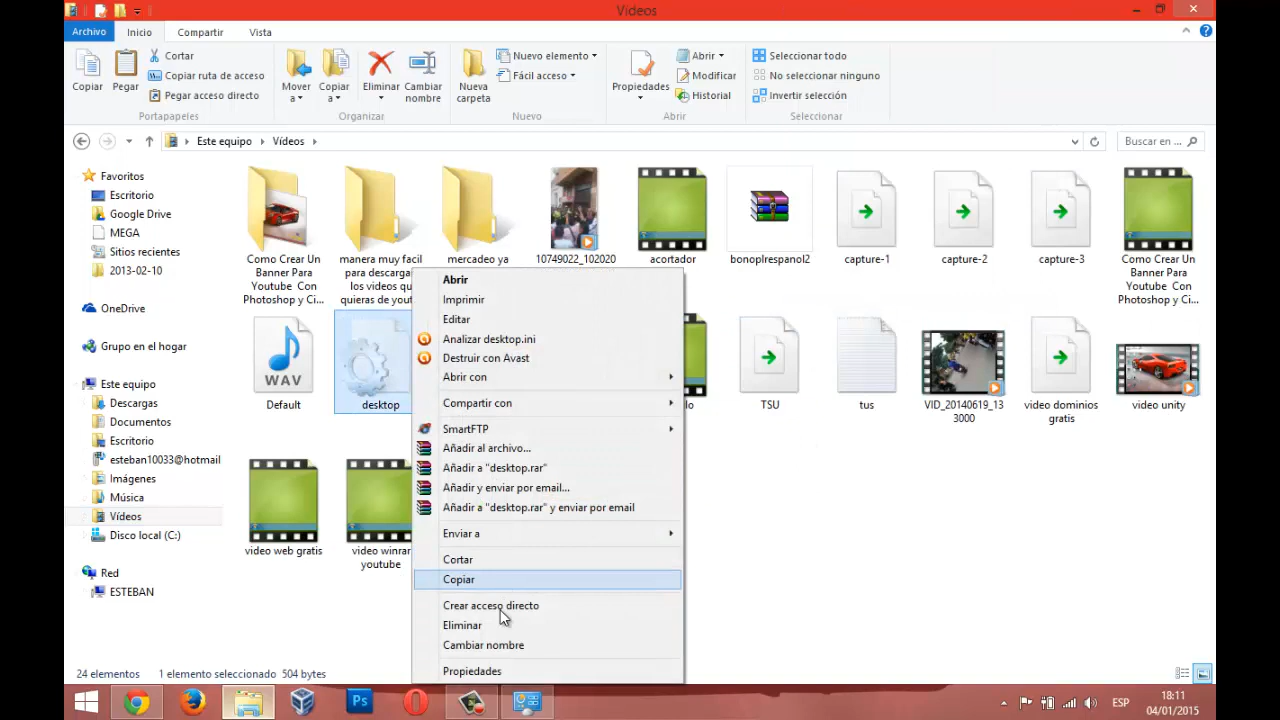 Vídeos
Archivo Inicio Compartir Vista
Copiar
Pegar
Cortar
Copiar ruta de acceso
Pegar acceso directo
Portapapeles
Mover a
Copiar a
Eliminar
Cambiar nombre
Organizar
Nueva carpeta
Nuevo elemento
Fácil acceso
Nuevo
Propiedades
Abrir
Modificar
Historial
Abrir
Seleccionar todo
No seleccionar ninguno
Invertir selección
Seleccionar
Este equipo Vídeos
Buscar en ...
Favoritos
Escritorio
Google Drive
MEGA
Sitios recientes
2013-02-10
OneDrive
Grupo en el hogar
Este equipo
Descargas
Documentos
Escritorio
esteban10033@hotmail
Imágenes
Música
Vídeos
Disco local (C:)
Red
ESTEBAN
Como Crear Un
Banner Para
Youtube Con
Photoshop y Ci...
manera muy facil
para descargar
los videos que
quieras de yout
mercadeo ya
10749022_102020
acortador
bonoplrespanol2
capture-1
capture-2
capture-3
Como Crear Un
Banner Para
Youtube Con
Photoshop y Ci...
WAV
Default
desktop
lo
TSU
tus
VID_20140619_13
3000
video dominios
gratis
video unity
video web gratis
video winrar
youtube
Abrir
Imprimir
Editar
Analizar desktop.ini
Destruir con Avast
Abrir con
Compartir con
SmartFTP
Añadir al archivo...
Añadir a "desktop.rar"
Añadir y enviar por email...
Añadir a "desktop.rar" y enviar por email
Enviar a
Cortar
Copiar
Crear acceso directo
Eliminar
Cambiar nombre
Propiedades
24 elementos 1 elemento seleccionado 504 bytes
Ps
ESP
18:11
04/01/2015